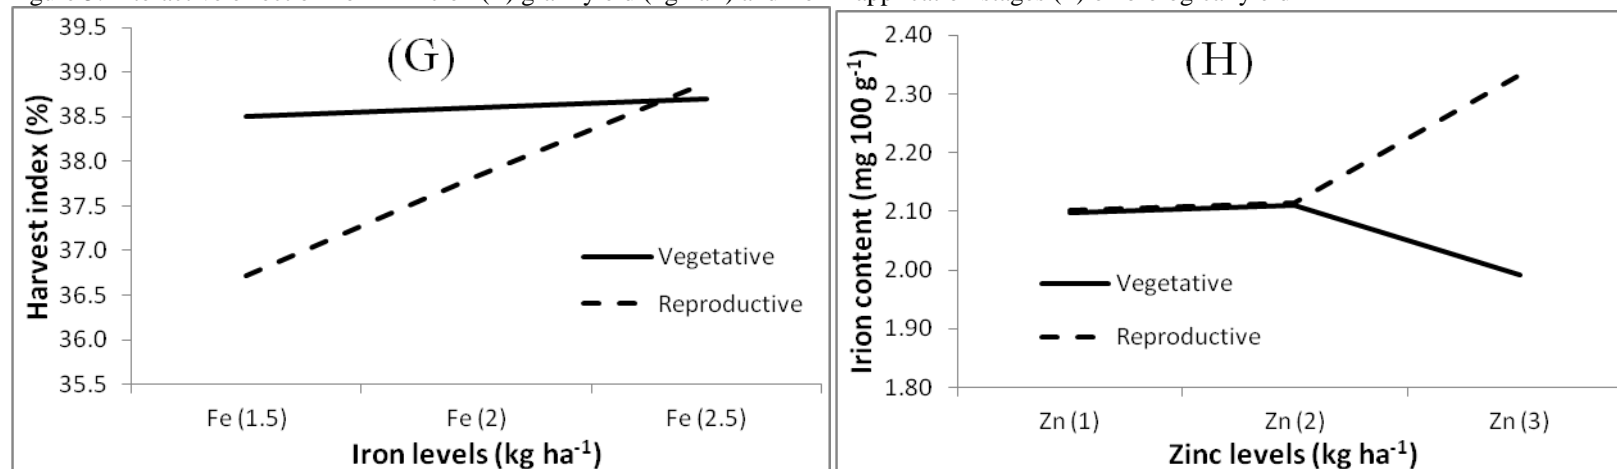 (G)
39.5
39.0
38.5
38.0
37.5
37.0
36.5
36.0
35.5
Harvest index (%)
Vegetative
Reproductive
Fe (1.5) Fe (2) Fe (2.5)
Iron levels (kg ha-1)
(H)
2.40
2.30
2.20
2.10
2.00
1.90
1.80
Irion content (mg 100 g-1)
Vegetative
Reproductive
Zn (1) Zn (2) Zn (3)
Zinc levels (kg ha-1)